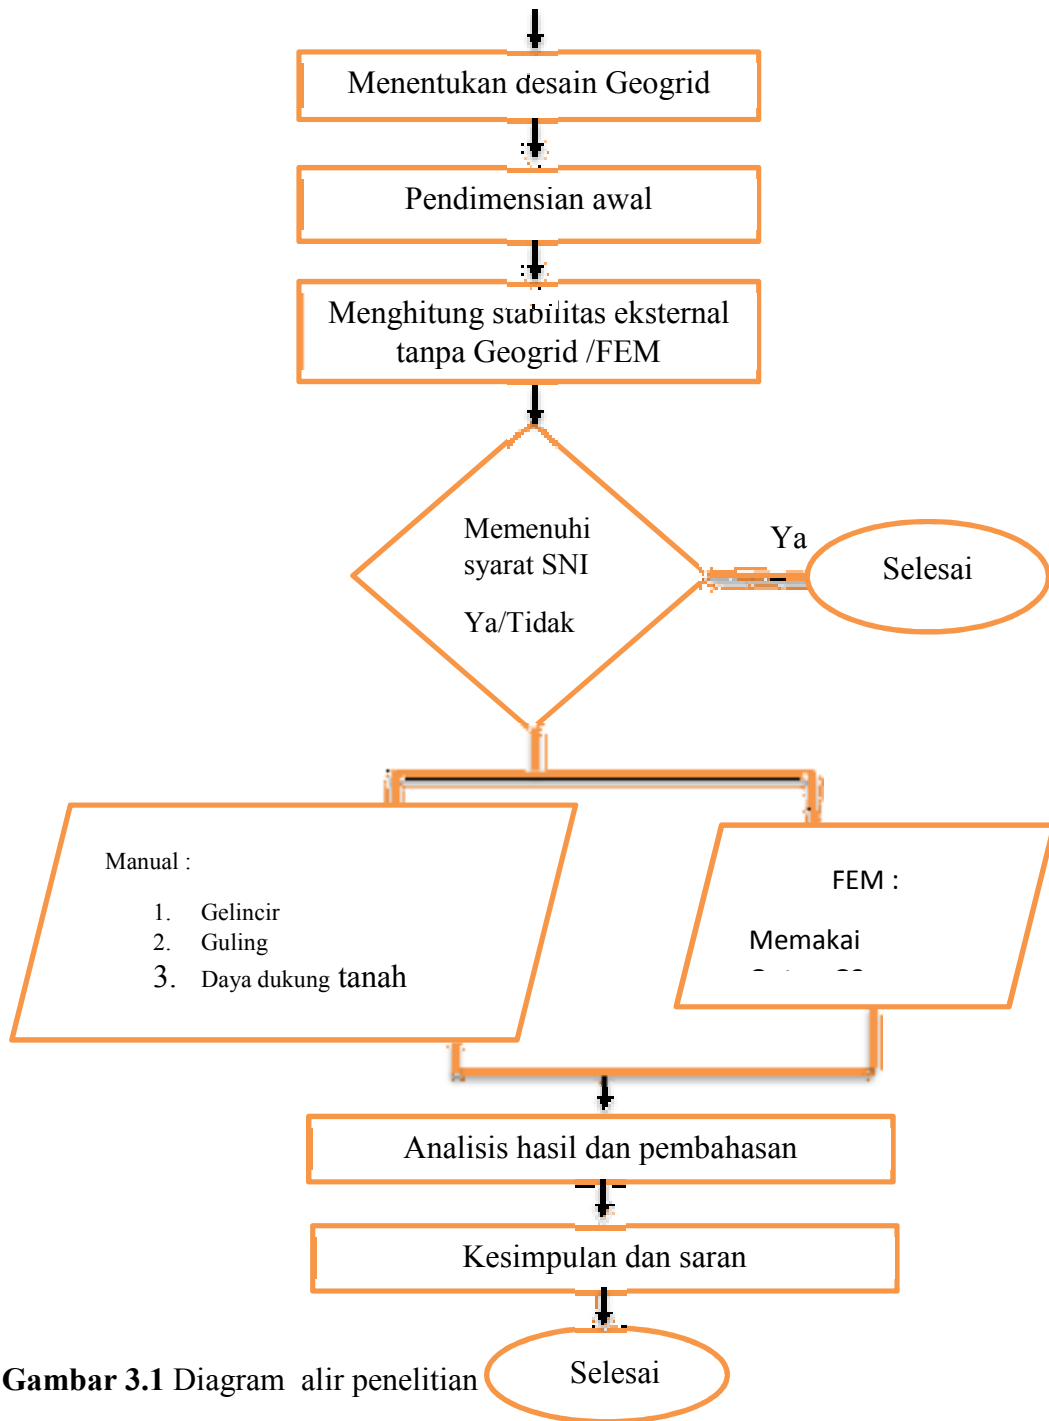 Menentukan desain Geogrid
Pendimensian awal
Menghitung stabilitas eksternal
tanpa Geogrid /FEM
Memenuhi
syarat SNI
Ya/Tidak
Ya
Selesai
Manual :
1. Gelincir
2. Guling
3. Daya dukung tanah
FEM :
Memakai
Analisis hasil dan pembahasan
Kesimpulan dan saran
Selesai
Gambar 3.1 Diagram alir penelitian